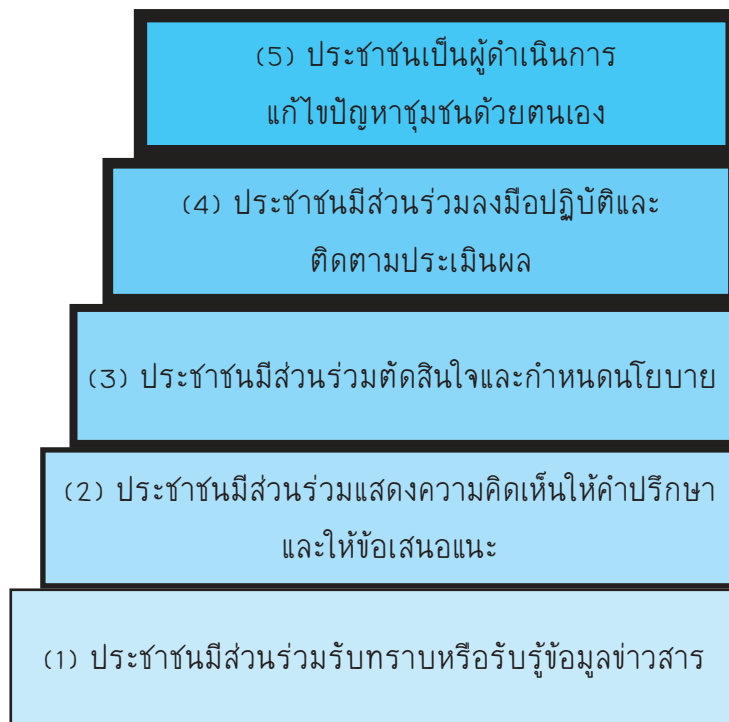 (5) ประชาชนเป็นผู้ดำเนินการ
แก้ไขปัญหาชุมชนด้วยตนเอง
(4) ประชาชนมีส่วนร่วมลงมือปฏิบัติและ
ติดตามประเมินผล
(3) ประชาชนมีส่วนร่วมตัดสินใจและกำหนดนโยบาย
(2) ประชาชนมีส่วนร่วมแสดงความคิดเห็นให้คำปรึกษา
และให้ข้อเสนอแนะ
(1) ประชาชนมีส่วนร่วมรับทราบหรือรับรู้ข้อมูลข่าวสาร